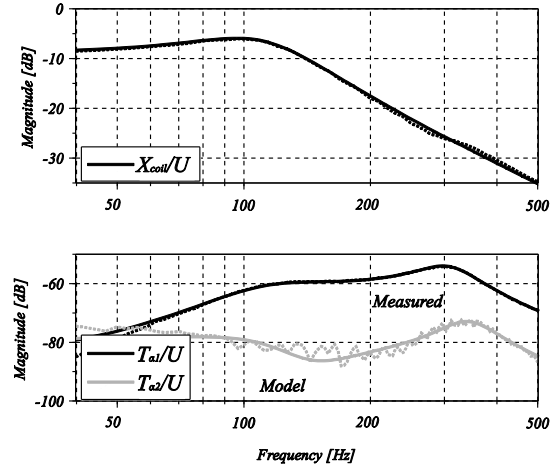 0
-10
-20
-30
Magnitude [dB]
Xcoil/U
50 100 200 500
-60
-80
-100
Magnitude [dB]
Measured
Ta1/U
Ta2/U
Model
50 100 200 500
Frequency [Hz]